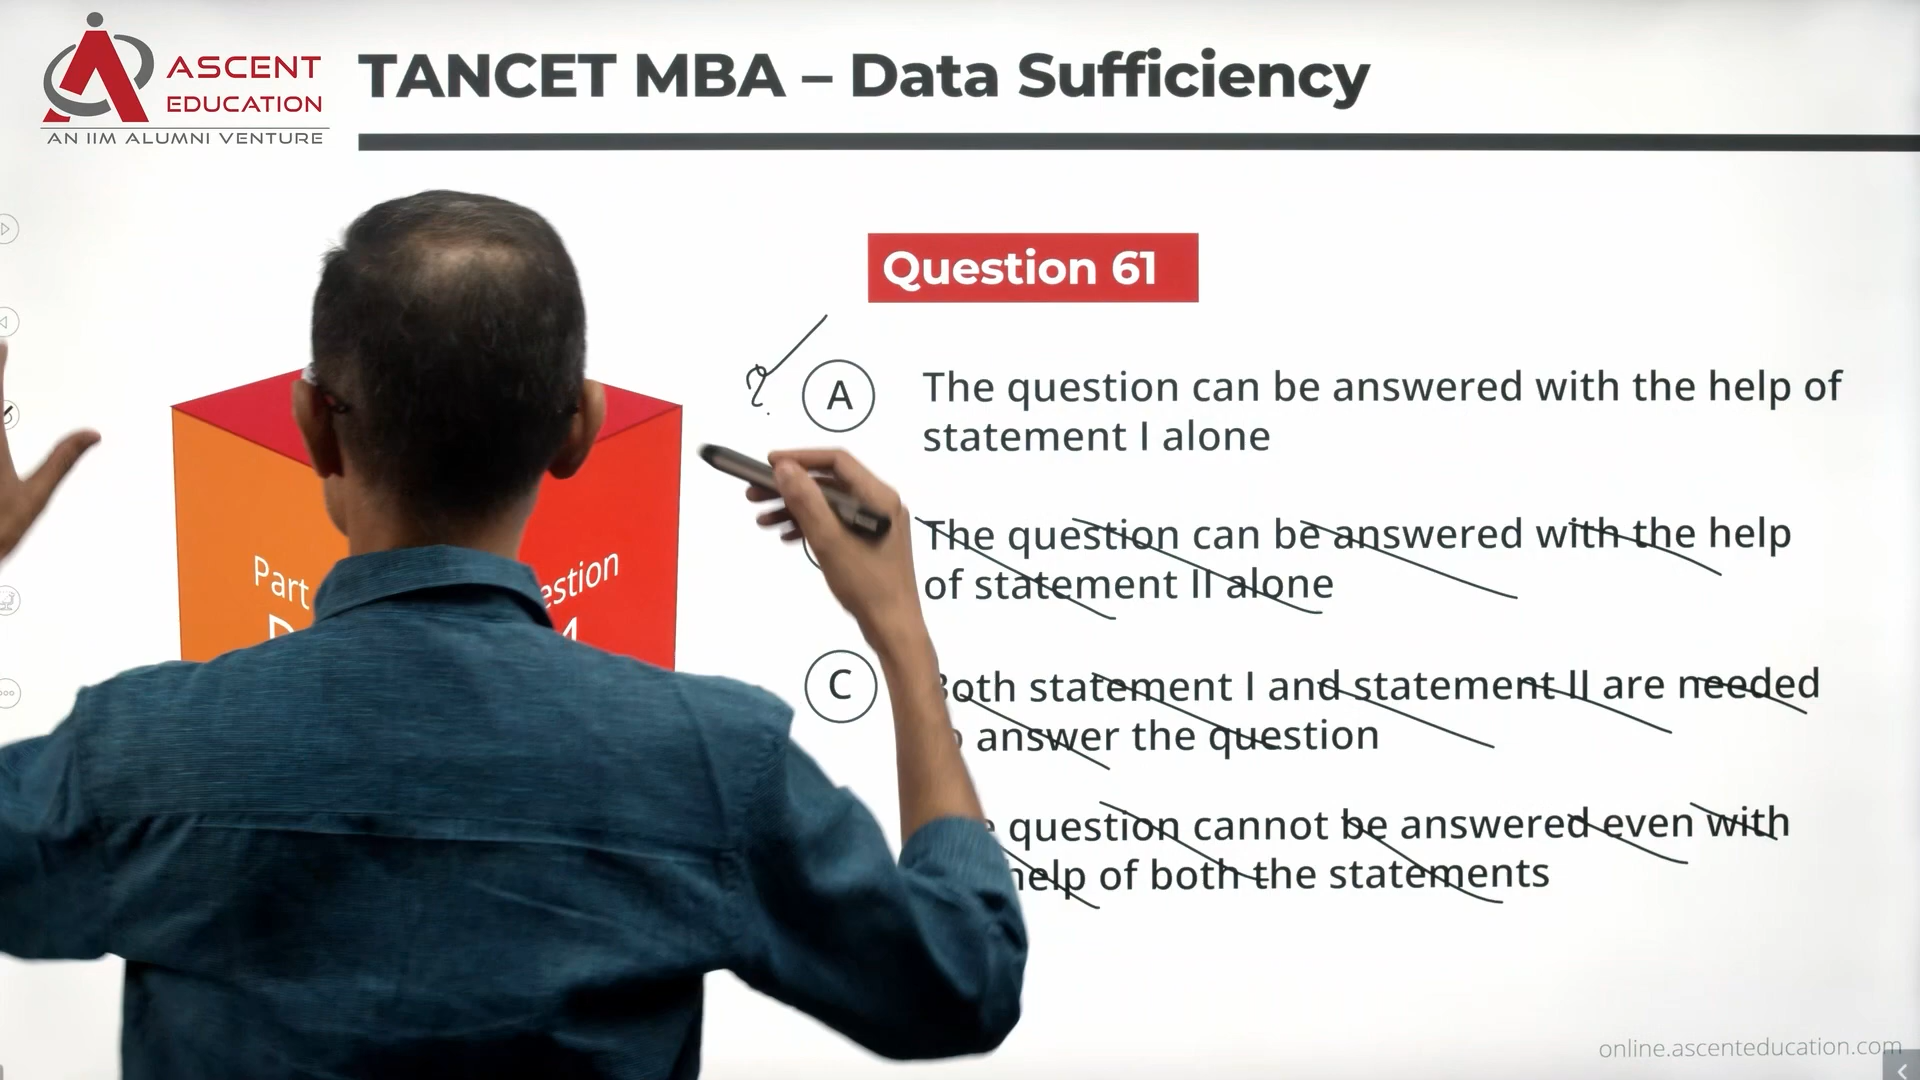 ASCENT
EDUCATION
AN IIM ALUMNI VENTURE
TANCET MBA – Data Sufficiency
Question 61
?
A
The question can be answered with the help of
statement I alone
The question can be answered with the help
of statement II alone
C
Both statement I and statement II are needed
answer the question
question cannot be answered even with
help of both the statements
Part
online.ascenteducation.com